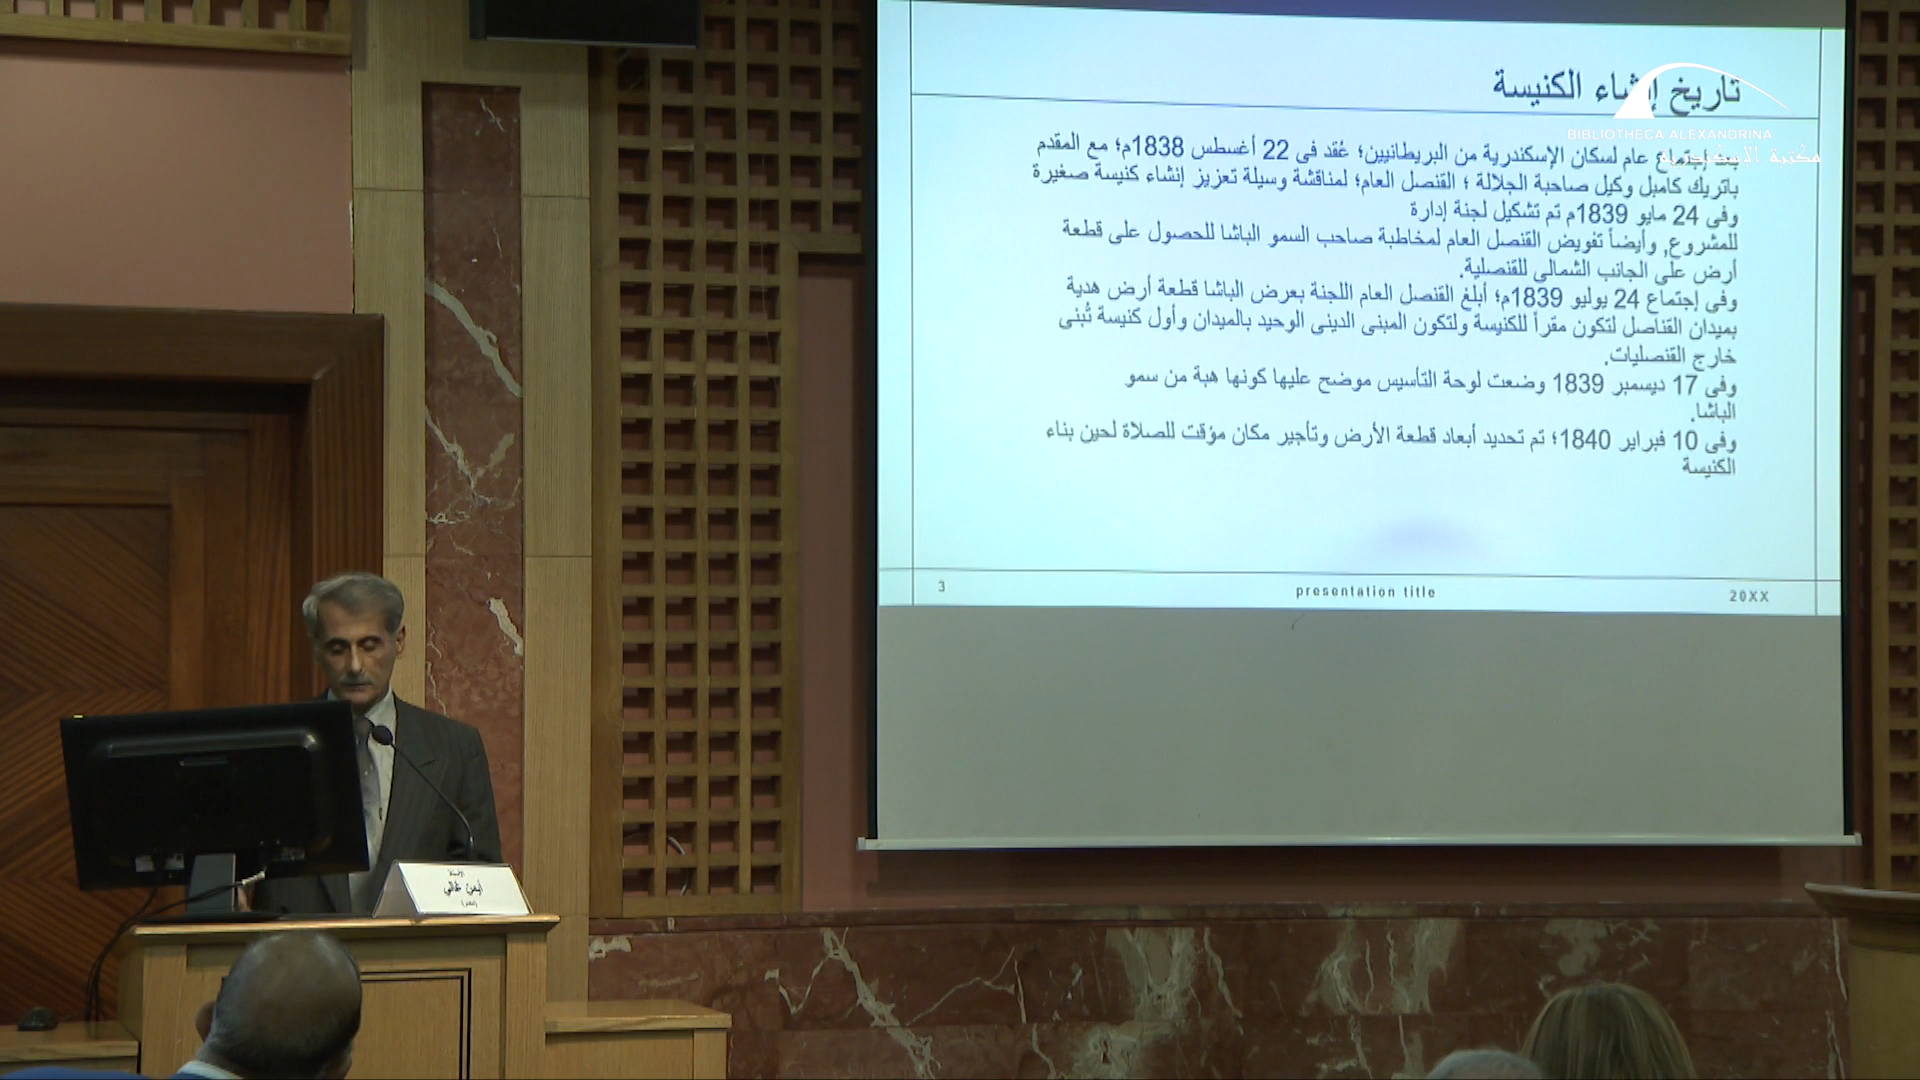 تاريخ إنشاء الكنيسة
BIBLIOTHECA ALEXANDRINA
مكتبة الإسكندرية
بعد إجتماع عام لسكان الإسكندرية من البريطانيين؛ عُقد فى 22 أغسطس 1838م؛ مع المقدم
باتريك كامبل وكيل صاحبة الجلالة ؛ القنصل العام؛ لمناقشة وسيلة تعزيز إنشاء كنيسة صغيرة
وفى 24 مايو 1839م تم تشكيل لجنة إدارة
للمشروع, وأيضاً تفويض القنصل العام لمخاطبة صاحب السمو الباشا للحصول على قطعة
أرض على الجانب الشمالى للقنصلية.
وفى إجتماع 24 يوليو 1839م؛ أبلغ القنصل العام اللجنة بعرض الباشا قطعة أرض هدية
بميدان القناصل لتكون مقراً للكنيسة ولتكون المبنى الدينى الوحيد بالميدان وأول كنيسة تُبنى
خارج القنصليات.
وفى 17 ديسمبر 1839 وضعت لوحة التأسيس موضح عليها كونها هبة من سمو
الباشا.
وفى 10 فبراير 1840؛ تم تحديد أبعاد قطعة الأرض وتأجير مكان مؤقت للصلاة لحين بناء
الكنيسة
3
presentation title
20XX
الأستاذ
أيمن غالي